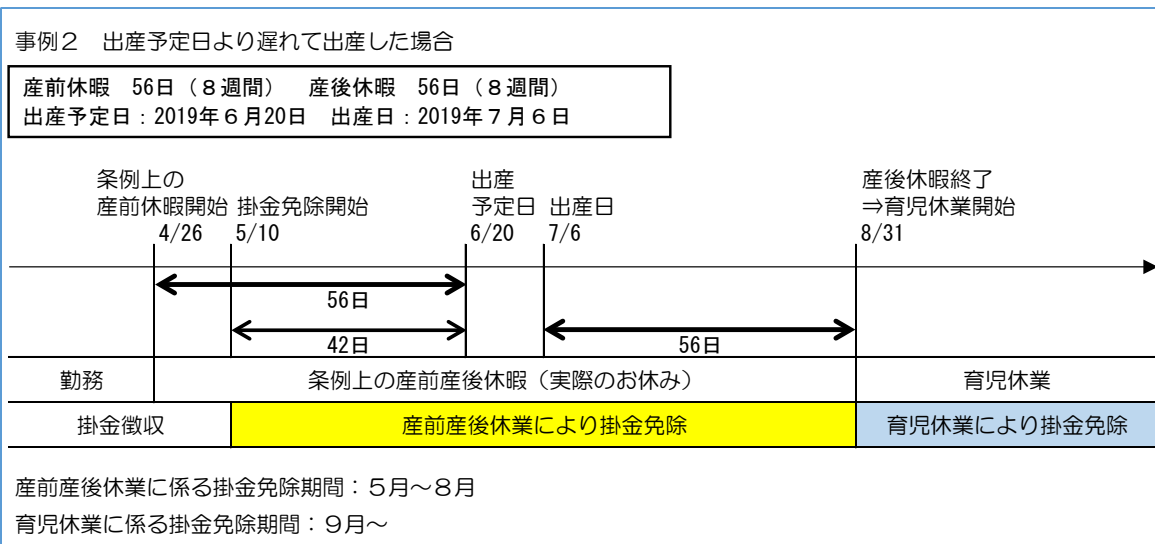 事例２　出産予定日より遅れて出産した場合
産前休暇　56日（８週間）　産後休暇　56日（８週間）
出産予定日：2019年６月20日　出産日：2019年７月６日
条例上の
産前休暇開始
4/26
掛金免除開始
5/10
出産
予定日
6/20
出産日
7/6
産後休暇終了
⇒育児休業開始
8/31
56日
42日
56日
勤務　条例上の産前産後休暇（実際のお休み）　育児休業
掛金徴収　産前産後休業により掛金免除　育児休業により掛金免除
産前産後休業に係る掛金免除期間：５月～８月
育児休業に係る掛金免除期間：９月～